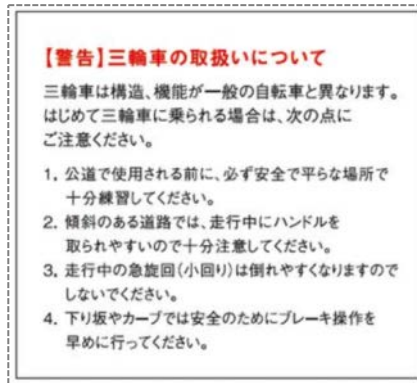 【警告】三輪車の取扱いについて
三輪車は構造、機能が一般の自転車と異なります。
はじめて三輪車に乗られる場合は、次の点に
ご注意ください。
1. 公道で使用される前に、必ず安全で平らな場所で
十分練習してください。
2. 傾斜のある道路では、走行中にハンドルを
取られやすいので十分注意してください。
3. 走行中の急旋回(小回り)は倒れやすくなりますので
しないでください。
4. 下り坂やカーブでは安全のためにブレーキ操作を
早めに行ってください。